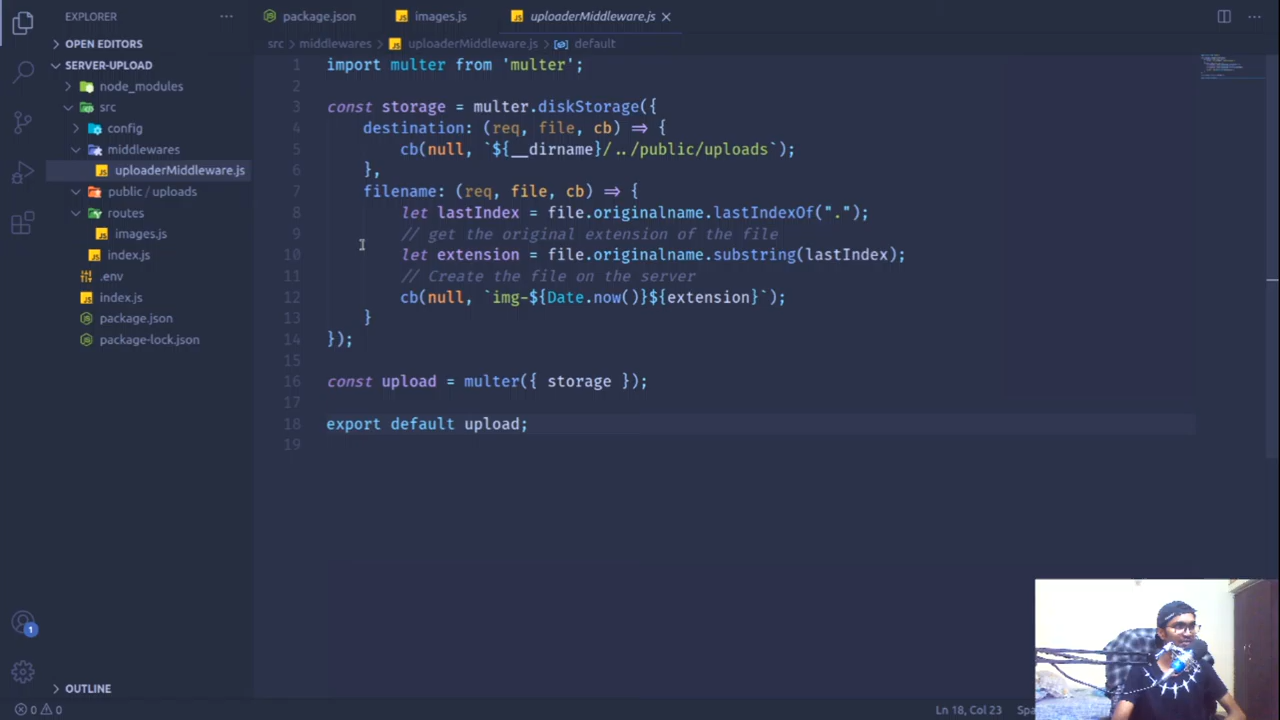 EXPLORER
package.json
images.js
uploaderMiddleware.js
OPEN EDITORS
src
middlewares
uploaderMiddleware.js
default
SERVER-UPLOAD
node_modules
src
config
middlewares
uploaderMiddleware.js
public / uploads
routes
images.js
index.js
.env
index.js
package.json
package-lock.json
1 import multer from 'multer';
2
3 const storage = multer.diskStorage({
4 destination: (req, file, cb) => {
5 cb(null, `${__dirname}/../public/uploads`);
6 },
7 filename: (req, file, cb) => {
8 let lastIndex = file.originalname.lastIndexOf(".");
9 // get the original extension of the file
10 let extension = file.originalname.substring(lastIndex);
11 // Create the file on the server
12 cb(null, `img-${Date.now()}${extension}`);
13 }
14 });
15
16 const upload = multer({ storage });
17
18 export default upload;
19
1
OUTLINE
0 0
Ln 18, Col 23